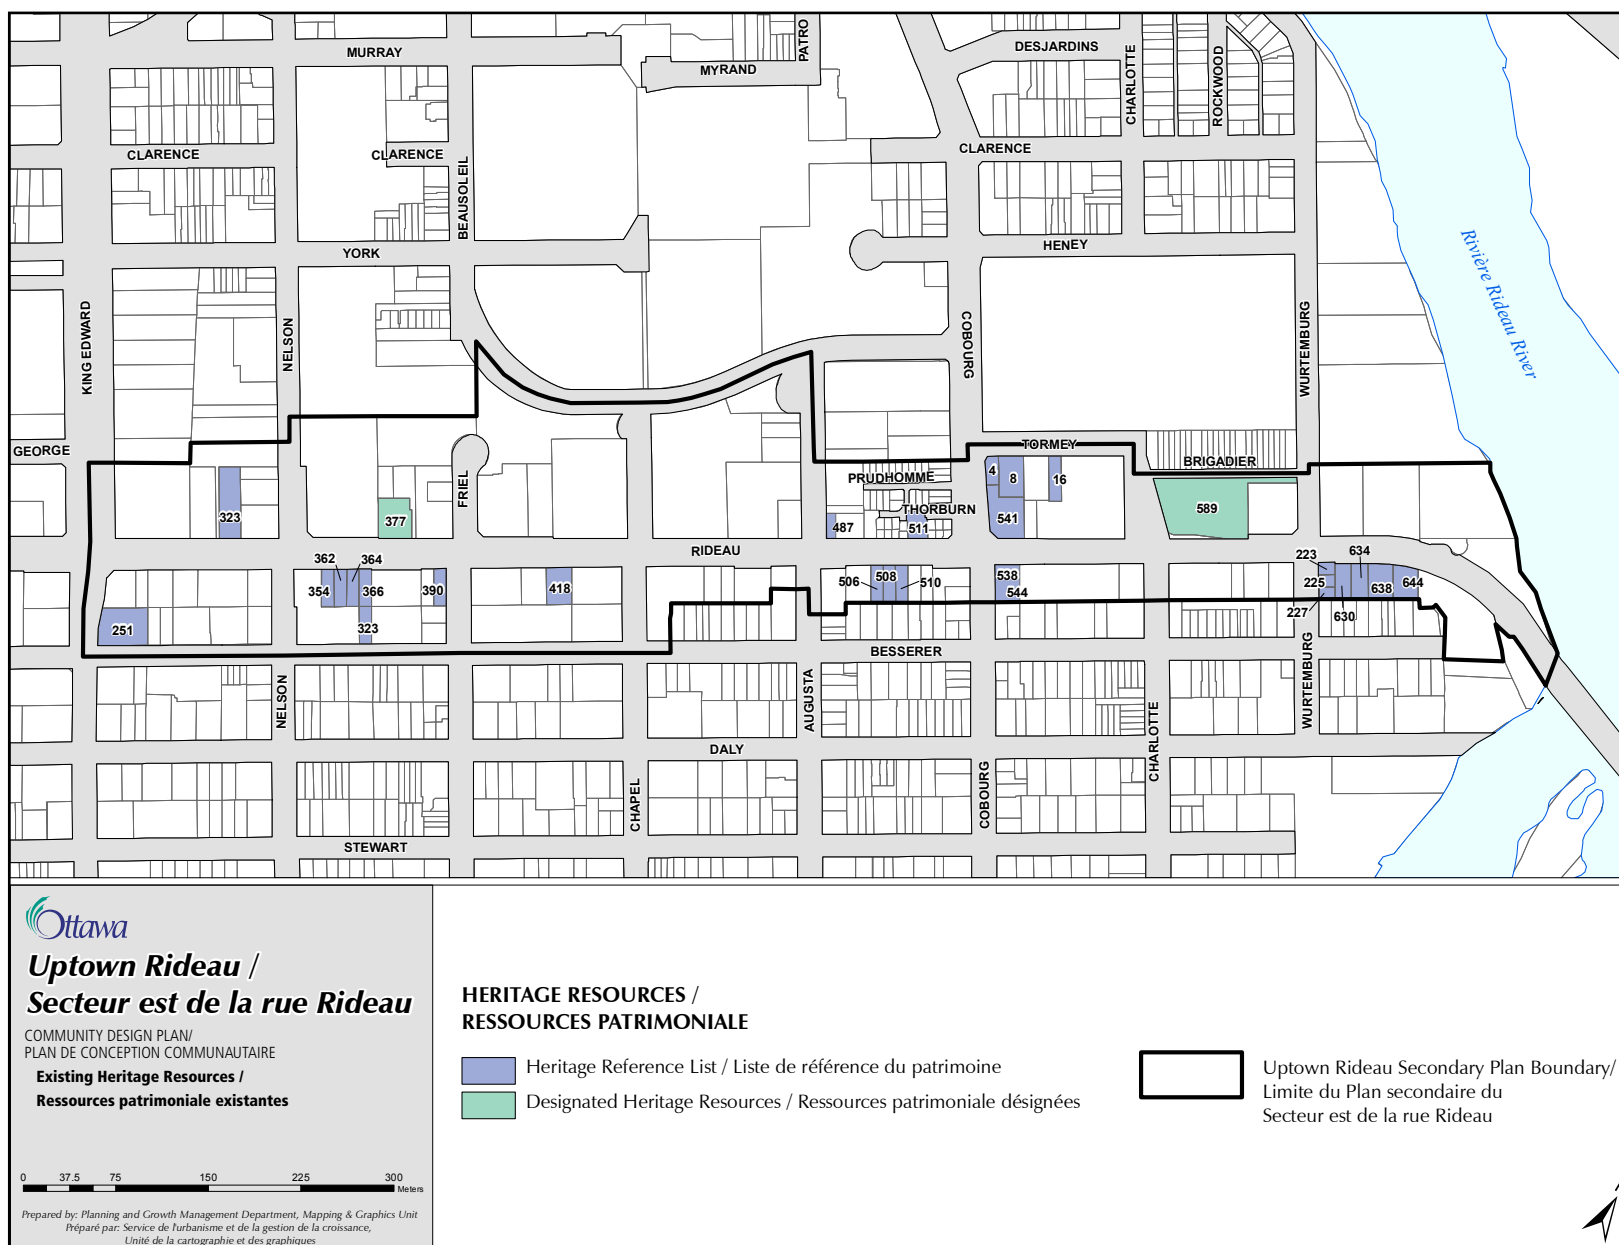 MURRAY
PATRO
MYRAND
DESJARDINS
CHARLOTTE
ROCKWOOD
CLARENCE
CLARENCE
CLARENCE
BEAUSOLEIL
YORK
HENEY
Rivière Rideau River
KING EDWARD
NELSON
COBOURG
WURTEMBURG
GEORGE
TORMEY
BRIGADIER
FRIEL
PRUDHOMME
THORBURN
4
8
16
323
377
487
511
541
589
RIDEAU
362
364
354
366
390
418
506
508
510
538
544
223
634
225
638
644
227
630
251
323
BESSERER
NELSON
AUGUSTA
WURTEMBURG
CHARLOTTE
DALY
CHAPEL
COBOURG
STEWART
Ottawa
Uptown Rideau /
Secteur est de la rue Rideau
COMMUNITY DESIGN PLAN/
PLAN DE CONCEPTION COMMUNAUTAIRE
Existing Heritage Resources /
Ressources patrimoniale existantes
0 37.5 75 150 225 300
Meters
Prepared by: Planning and Growth Management Department, Mapping & Graphics Unit
Préparé par: Service de l'urbanisme et de la gestion de la croissance,
Unité de la cartographie et des graphiques
HERITAGE RESOURCES /
RESSOURCES PATRIMONIALE
Heritage Reference List / Liste de référence du patrimoine
Designated Heritage Resources / Ressources patrimoniale désignées
Uptown Rideau Secondary Plan Boundary/
Limite du Plan secondaire du
Secteur est de la rue Rideau